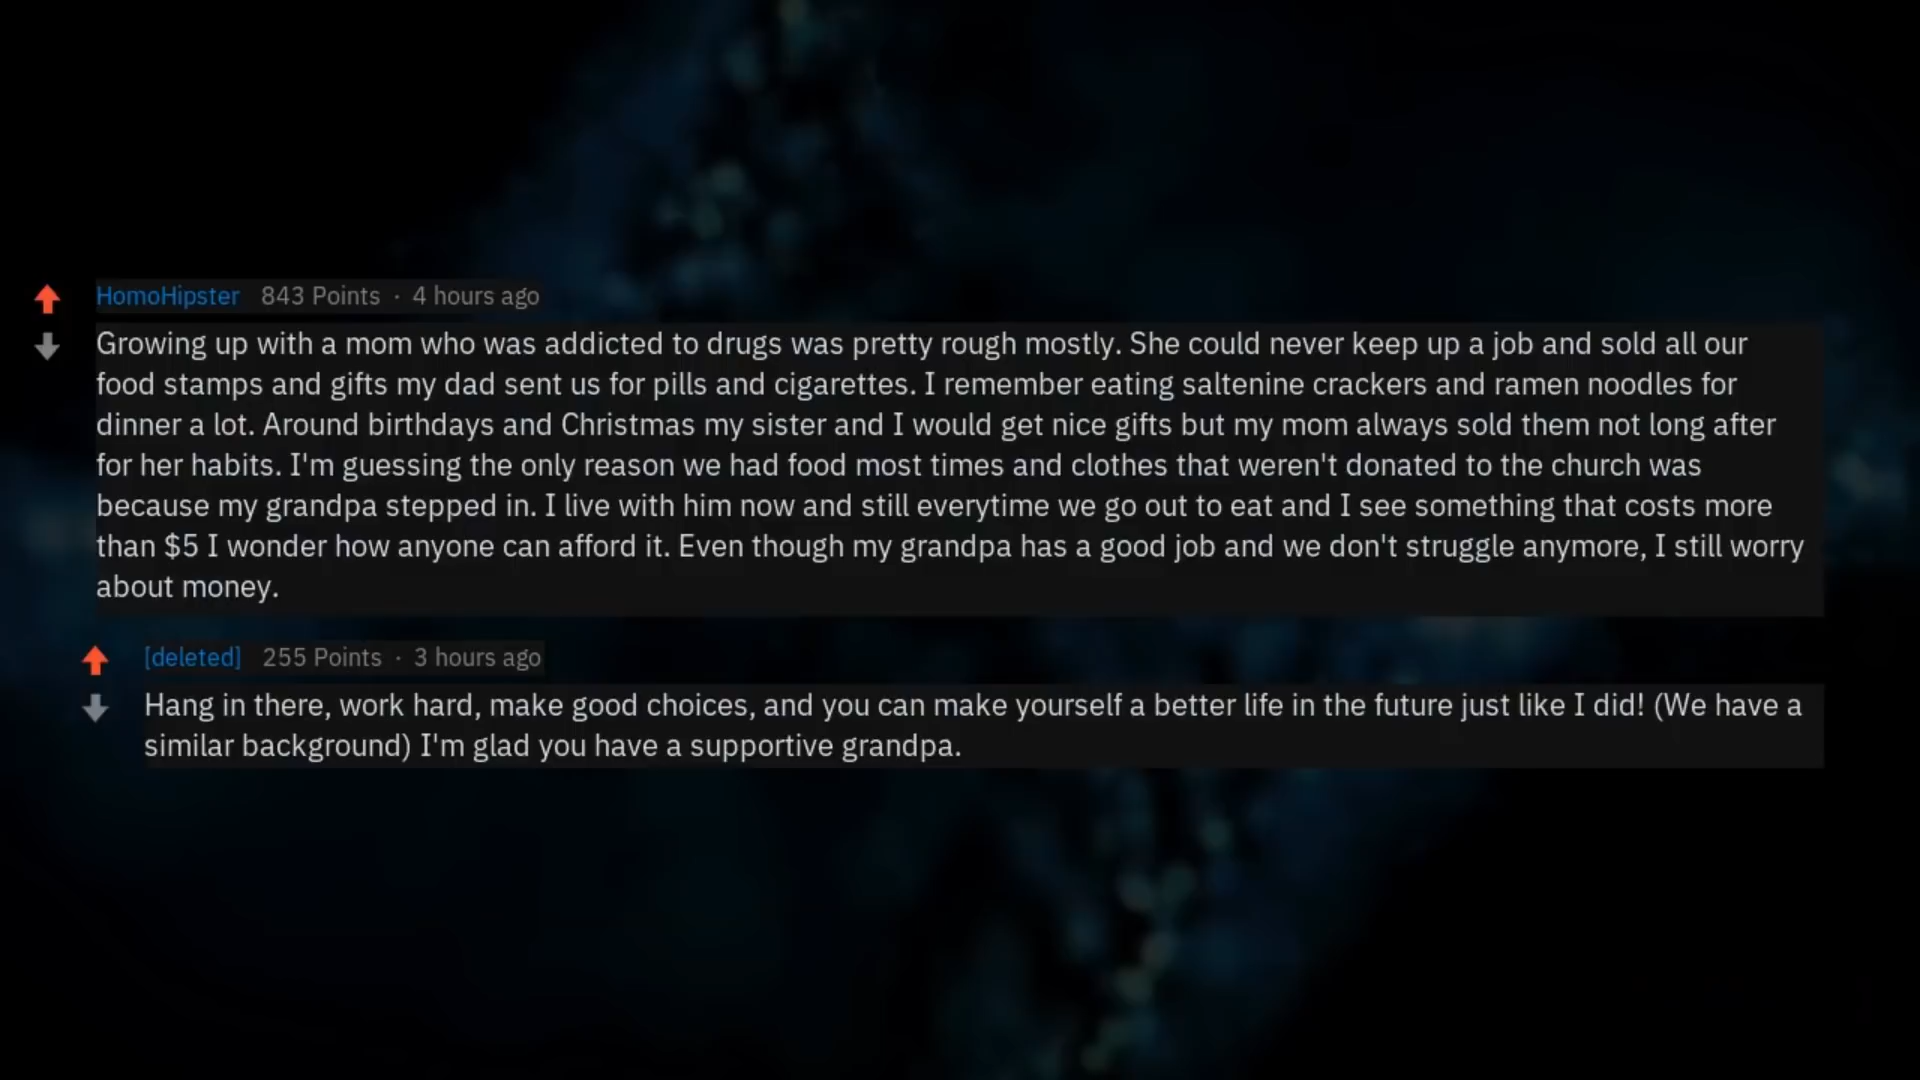 HomoHipster 843 Points · 4 hours ago
Growing up with a mom who was addicted to drugs was pretty rough mostly. She could never keep up a job and sold all our
food stamps and gifts my dad sent us for pills and cigarettes. I remember eating saltenine crackers and ramen noodles for
dinner a lot. Around birthdays and Christmas my sister and I would get nice gifts but my mom always sold them not long after
for her habits. I'm guessing the only reason we had food most times and clothes that weren't donated to the church was
because my grandpa stepped in. I live with him now and still everytime we go out to eat and I see something that costs more
than $5 I wonder how anyone can afford it. Even though my grandpa has a good job and we don't struggle anymore, I still worry
about money.
[deleted] 255 Points · 3 hours ago
Hang in there, work hard, make good choices, and you can make yourself a better life in the future just like I did! (We have a
similar background) I'm glad you have a supportive grandpa.